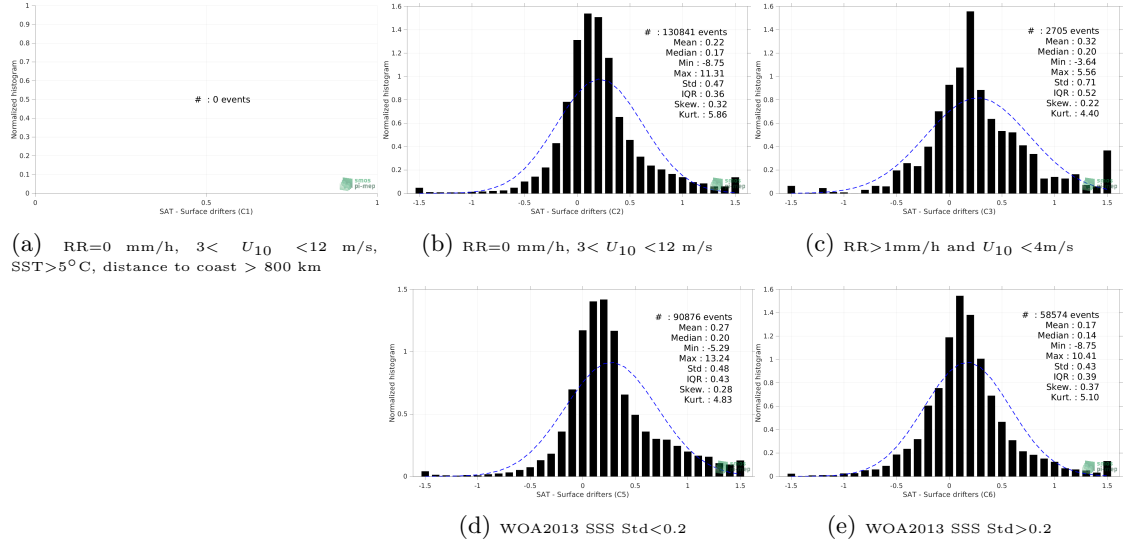 1
0.9
0.8
0.7
0.6
0.5
0.4
0.3
0.2
0.1
0
Normalized histogram
# : 0 events
0 0.5 1
SAT - Surface drifters (C1)
smos
pi-mep
(a) RR=0 mm/h, 3< U10 <12 m/s,
SST>5°C, distance to coast > 800 km
1.6
1.4
1.2
1
0.8
0.6
0.4
0.2
0
Normalized histogram
# : 130841 events
Mean : 0.22
Median : 0.17
Min : -8.75
Max : 11.31
Std : 0.47
IQR : 0.36
Skew. : 0.32
Kurt. : 5.86
-1.5 -1 -0.5 0 0.5 1 1.5
SAT - Surface drifters (C2)
smos
pi-mep
(b) RR=0 mm/h, 3< U10 <12 m/s
1.6
1.4
1.2
1
0.8
0.6
0.4
0.2
0
Normalized histogram
# : 2705 events
Mean : 0.32
Median : 0.20
Min : -3.64
Max : 5.56
Std : 0.71
IQR : 0.52
Skew. : 0.22
Kurt. : 4.40
-1.5 -1 -0.5 0 0.5 1 1.5
SAT - Surface drifters (C3)
smos
pi-mep
(c) RR>1mm/h and U10 <4m/s
1.5
1
0.5
0
Normalized histogram
# : 90876 events
Mean : 0.27
Median : 0.20
Min : -5.29
Max : 13.24
Std : 0.48
IQR : 0.43
Skew. : 0.28
Kurt. : 4.83
-1.5 -1 -0.5 0 0.5 1 1.5
SAT - Surface drifters (C5)
smos
pi-mep
(d) WOA2013 SSS Std<0.2
1.6
1.4
1.2
1
0.8
0.6
0.4
0.2
0
Normalized histogram
# : 58574 events
Mean : 0.17
Median : 0.14
Min : -8.75
Max : 10.41
Std : 0.43
IQR : 0.39
Skew. : 0.37
Kurt. : 5.10
-1.5 -1 -0.5 0 0.5 1 1.5
SAT - Surface drifters (C6)
smos
pi-mep
(e) WOA2013 SSS Std>0.2